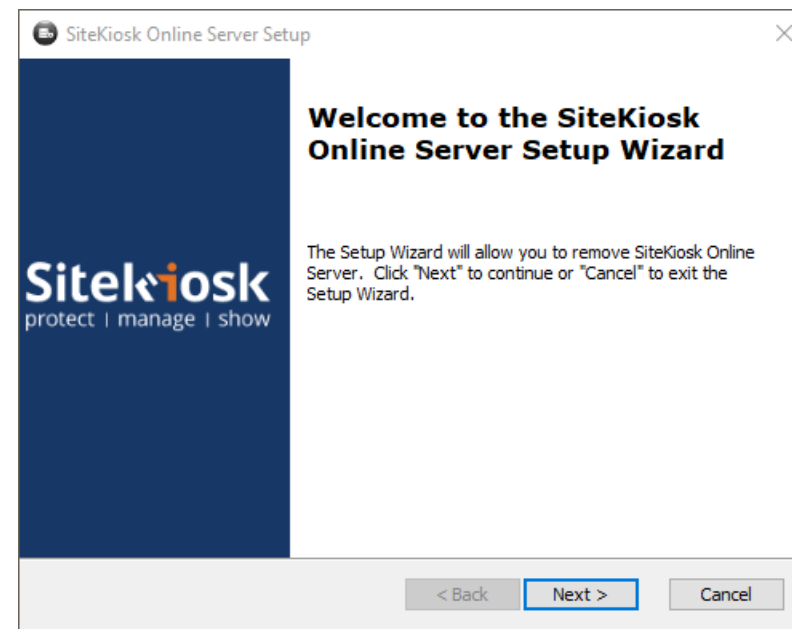 SiteKiosk Online Server Setup
Welcome to the SiteKiosk
Online Server Setup Wizard
The Setup Wizard will allow you to remove SiteKiosk Online
Server. Click "Next" to continue or "Cancel" to exit the
Setup Wizard.
Sitekiosk
protect | manage | show
< Back
Next >
Cancel